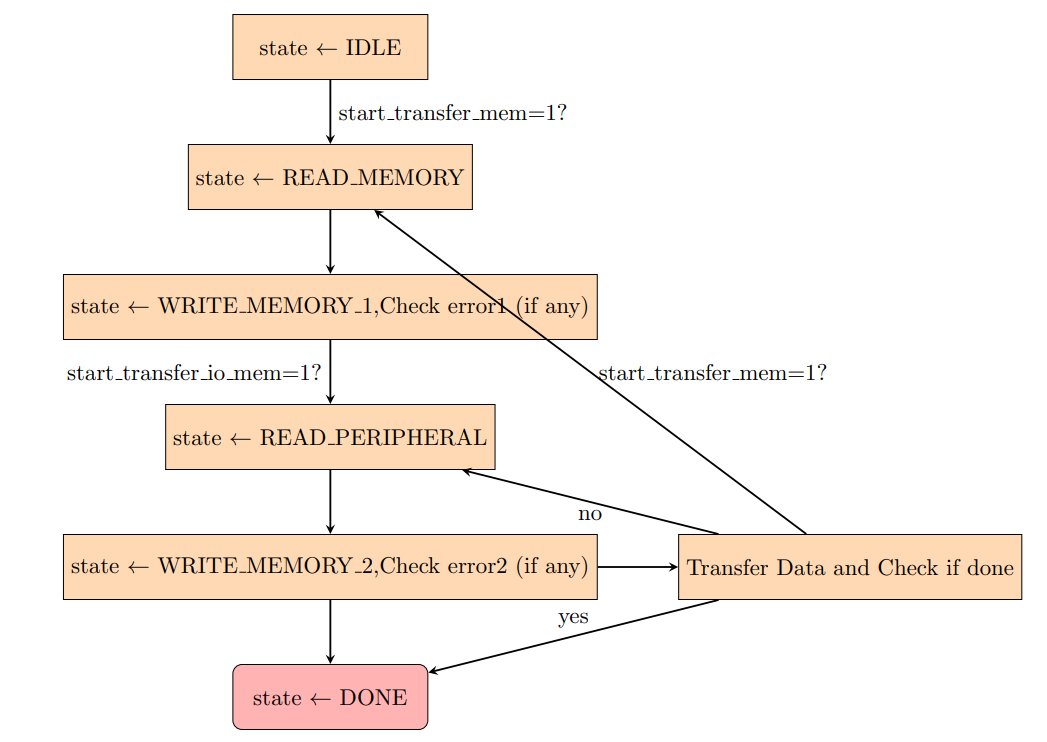 state ← IDLE
start_transfer_mem=1?
state ← READ_MEMORY
state ← WRITE_MEMORY_1,Check error1 (if any)
start_transfer_io_mem=1?
start_transfer_mem=1?
state ← READ_PERIPHERAL
no
state ← WRITE_MEMORY_2,Check error2 (if any)
Transfer Data and Check if done
yes
state ← DONE